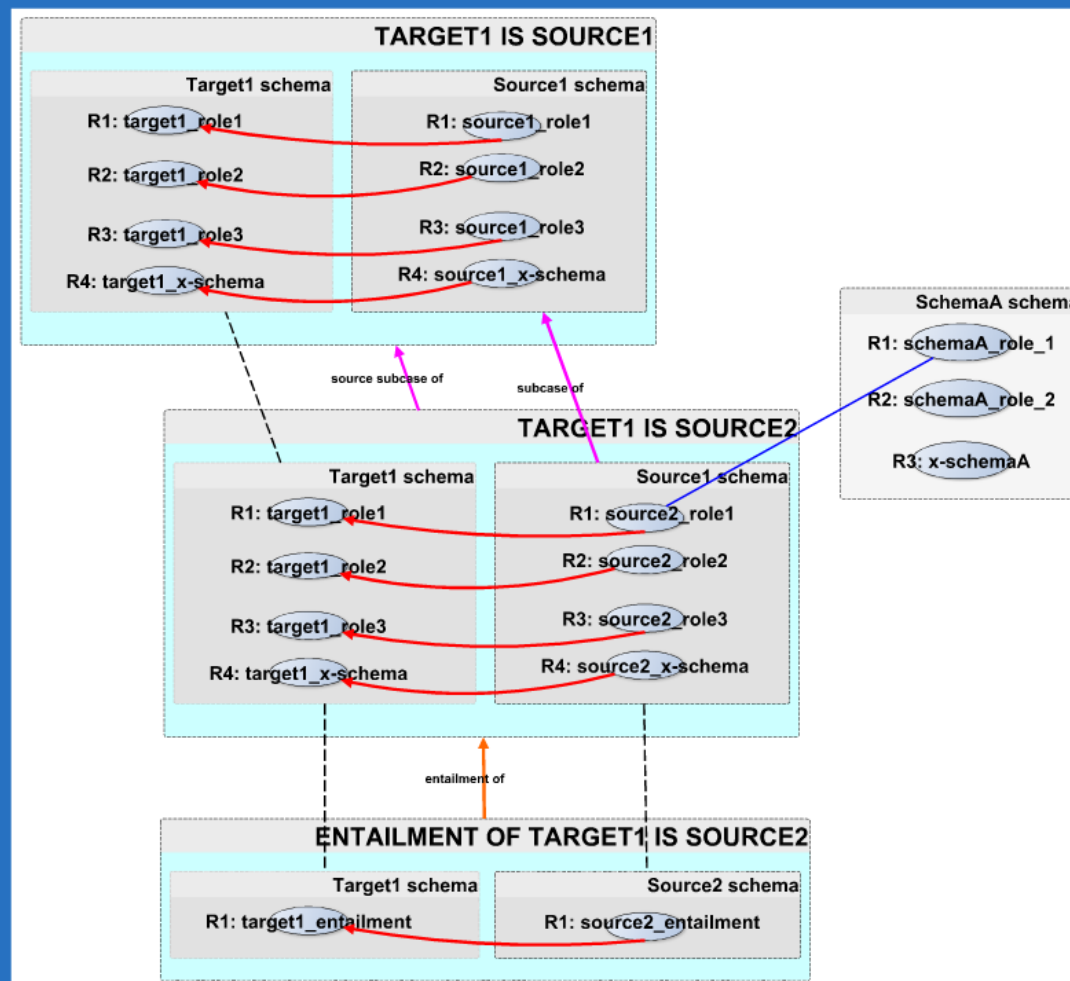 TARGET1 IS SOURCE1
Target1 schema
R1: target1_role1
R2: target1_role2
R3: target1_role3
R4: target1_x-schema
Source1 schema
R1: source1_role1
R2: source1_role2
R3: source1_role3
R4: source1_x-schema
SchemaA schema
R1: schemaA_role_1
R2: schemaA_role_2
R3: x-schemaA
source subcase of
subcase of
TARGET1 IS SOURCE2
Target1 schema
R1: target1_role1
R2: target1_role2
R3: target1_role3
R4: target1_x-schema
Source1 schema
R1: source2_role1
R2: source2_role2
R3: source2_role3
R4: source2_x-schema
entailment of
ENTAILMENT OF TARGET1 IS SOURCE2
Target1 schema
R1: target1_entailment
Source2 schema
R1: source2_entailment